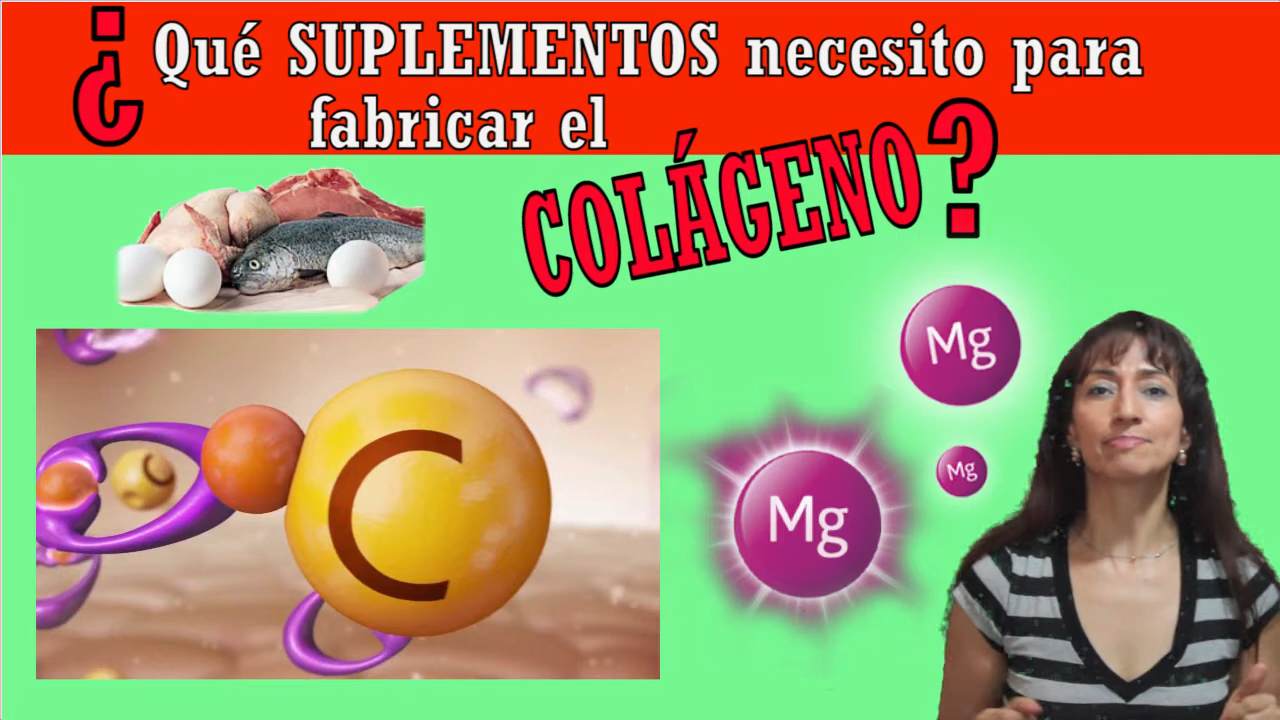 ¿Qué SUPLEMENTOS necesito para
fabricar el
COLÁGENO?
Mg
Mg
Mg
C
C